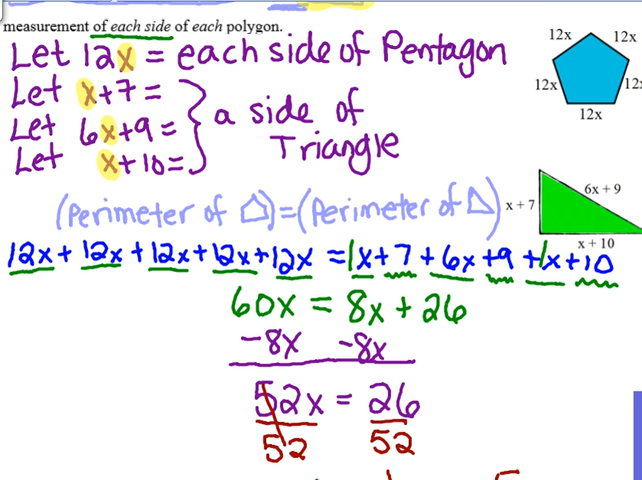 measurement of each side of each polygon.
Let 12x = each side of Pentagon
Let x+7 =
Let 6x+9 =
Let x+10 =
a side of
Triangle
12x
12x
12x
12x
12x
x + 7
6x + 9
x + 10
(Perimeter of ⬠) = (Perimeter of △)
12x + 12x + 12x + 12x + 12x = 1x + 7 + 6x + 9 + 1x + 10
60x = 8x + 26
-8x -8x
52x = 26
52 52